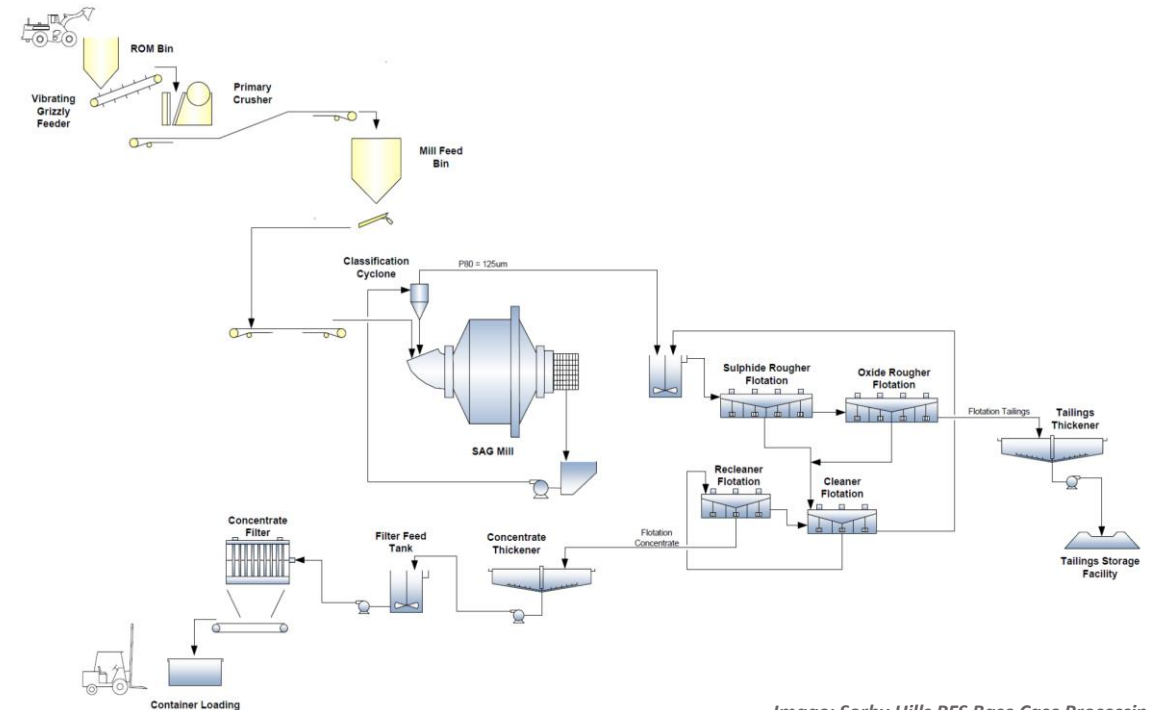 ROM Bin
Vibrating
Grizzly
Feeder
Primary
Crusher
Mill Feed
Bin
Classification
Cyclone
P80 = 125um
SAG Mill
Sulphide Rougher
Flotation
Oxide Rougher
Flotation
Flotation Tailings
Tailings
Thickener
Recleaner
Flotation
Cleaner
Flotation
Tailings Storage
Facility
Flotation
Concentrate
Concentrate
Thickener
Filter Feed
Tank
Concentrate
Filter
Container Loading